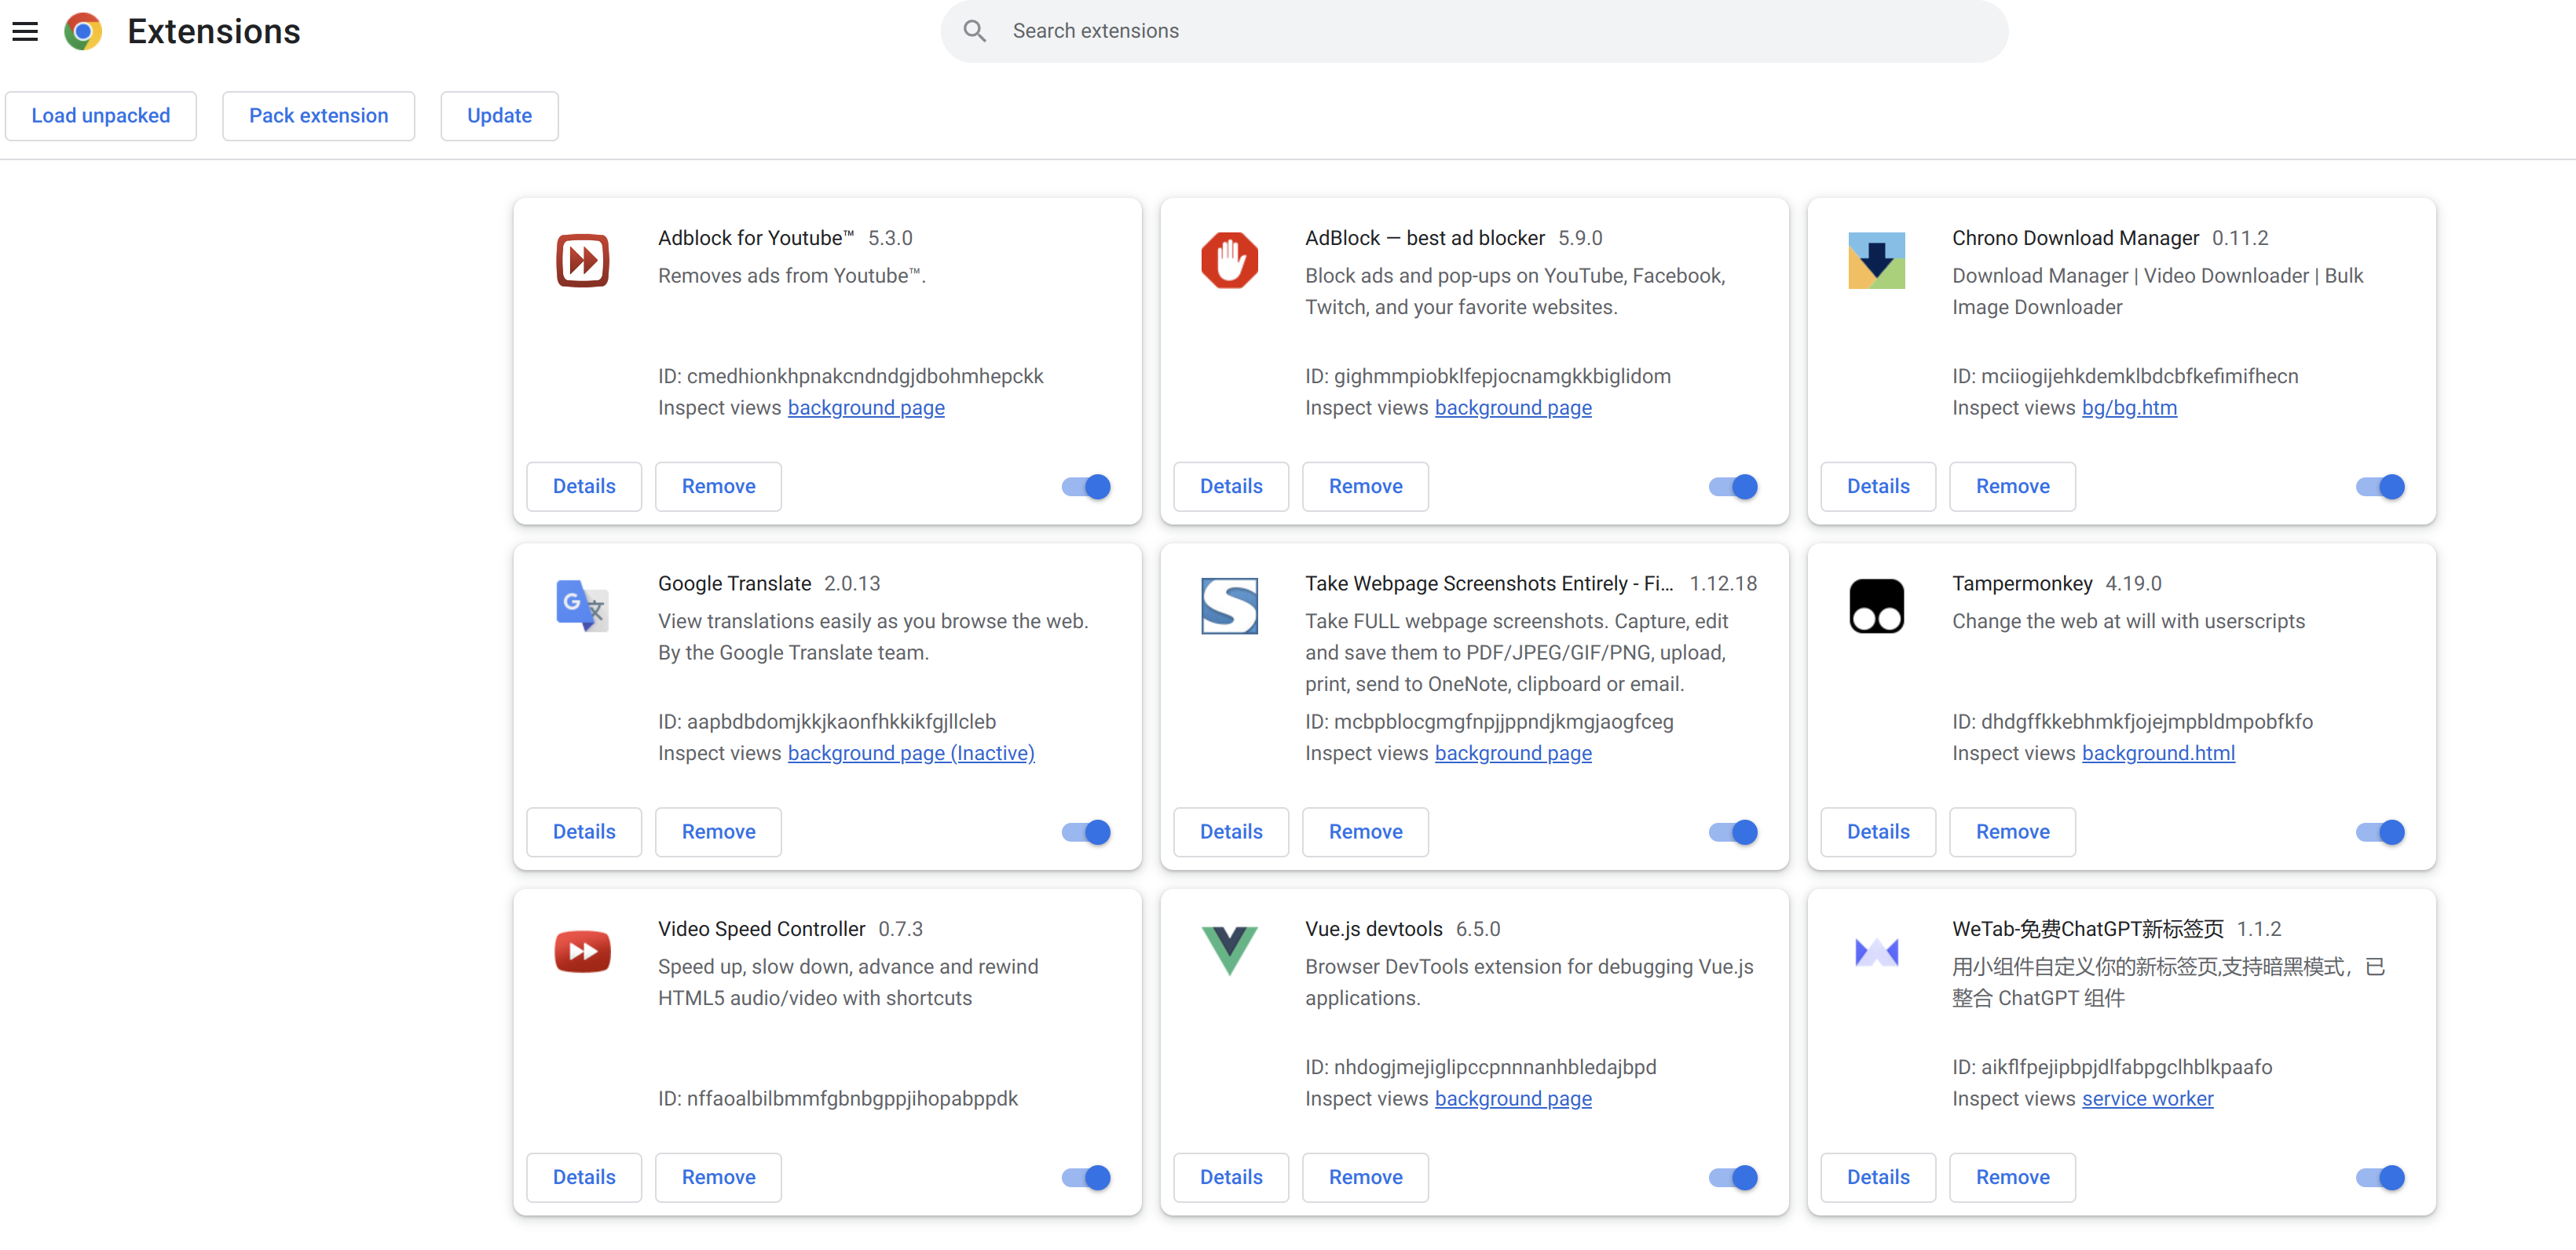 Extensions
Search extensions
Load unpacked
Pack extension
Update
Adblock for Youtube™ 5.3.0
Removes ads from Youtube™.
ID: cmedhionkhpnakcndndgjdbohmhepckk
Inspect views background page
Details
Remove
AdBlock — best ad blocker 5.9.0
Block ads and pop-ups on YouTube, Facebook,
Twitch, and your favorite websites.
ID: gighmmpiobklfepjocnamgkkbiglidom
Inspect views background page
Details
Remove
Chrono Download Manager 0.11.2
Download Manager | Video Downloader | Bulk
Image Downloader
ID: mciiogijehkdemklbdcbfkefimifhecn
Inspect views bg/bg.htm
Details
Remove
Google Translate 2.0.13
View translations easily as you browse the web.
By the Google Translate team.
ID: aapbdbdomjkkjkaonfhkkikfgjllcleb
Inspect views background page (Inactive)
Details
Remove
Take Webpage Screenshots Entirely - Fi... 1.12.18
Take FULL webpage screenshots. Capture, edit
and save them to PDF/JPEG/GIF/PNG, upload,
print, send to OneNote, clipboard or email.
ID: mcbpblocgmgfnpjjppndjkmgjaogfceg
Inspect views background page
Details
Remove
Tampermonkey 4.19.0
Change the web at will with userscripts
ID: dhdgffkkebhmkfjojejmpbldmpobfkfo
Inspect views background.html
Details
Remove
Video Speed Controller 0.7.3
Speed up, slow down, advance and rewind
HTML5 audio/video with shortcuts
ID: nffaoalbilbmmfgbnbgppjihopabppdk
Details
Remove
Vue.js devtools 6.5.0
Browser DevTools extension for debugging Vue.js
applications.
ID: nhdogjmejiglipccpnnnanhbledajbpd
Inspect views background page
Details
Remove
WeTab-免费ChatGPT新标签页 1.1.2
用小组件自定义你的新标签页,支持暗黑模式，已
整合 ChatGPT 组件
ID: aikflfpejipbpjdlfabpgclhblkpaafo
Inspect views service worker
Details
Remove